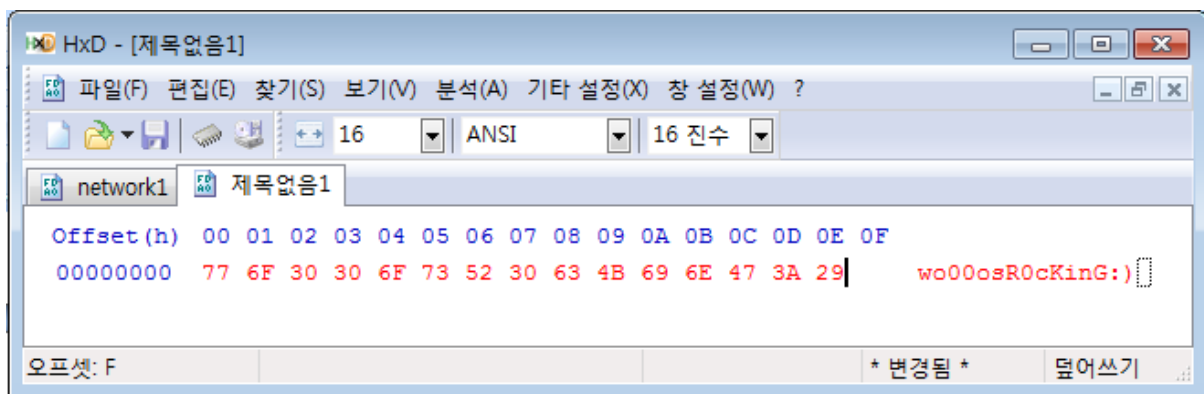 HxD - [제목없음1]
파일(F) 편집(E) 찾기(S) 보기(V) 분석(A) 기타 설정(X) 창 설정(W) ?
16 ANSI 16 진수
network1 제목없음1
Offset(h) 00 01 02 03 04 05 06 07 08 09 0A 0B 0C 0D 0E 0F
00000000 77 6F 30 30 6F 73 52 30 63 4B 69 6E 47 3A 29 wo00osR0cKinG:)
오프셋: F * 변경됨 * 덮어쓰기